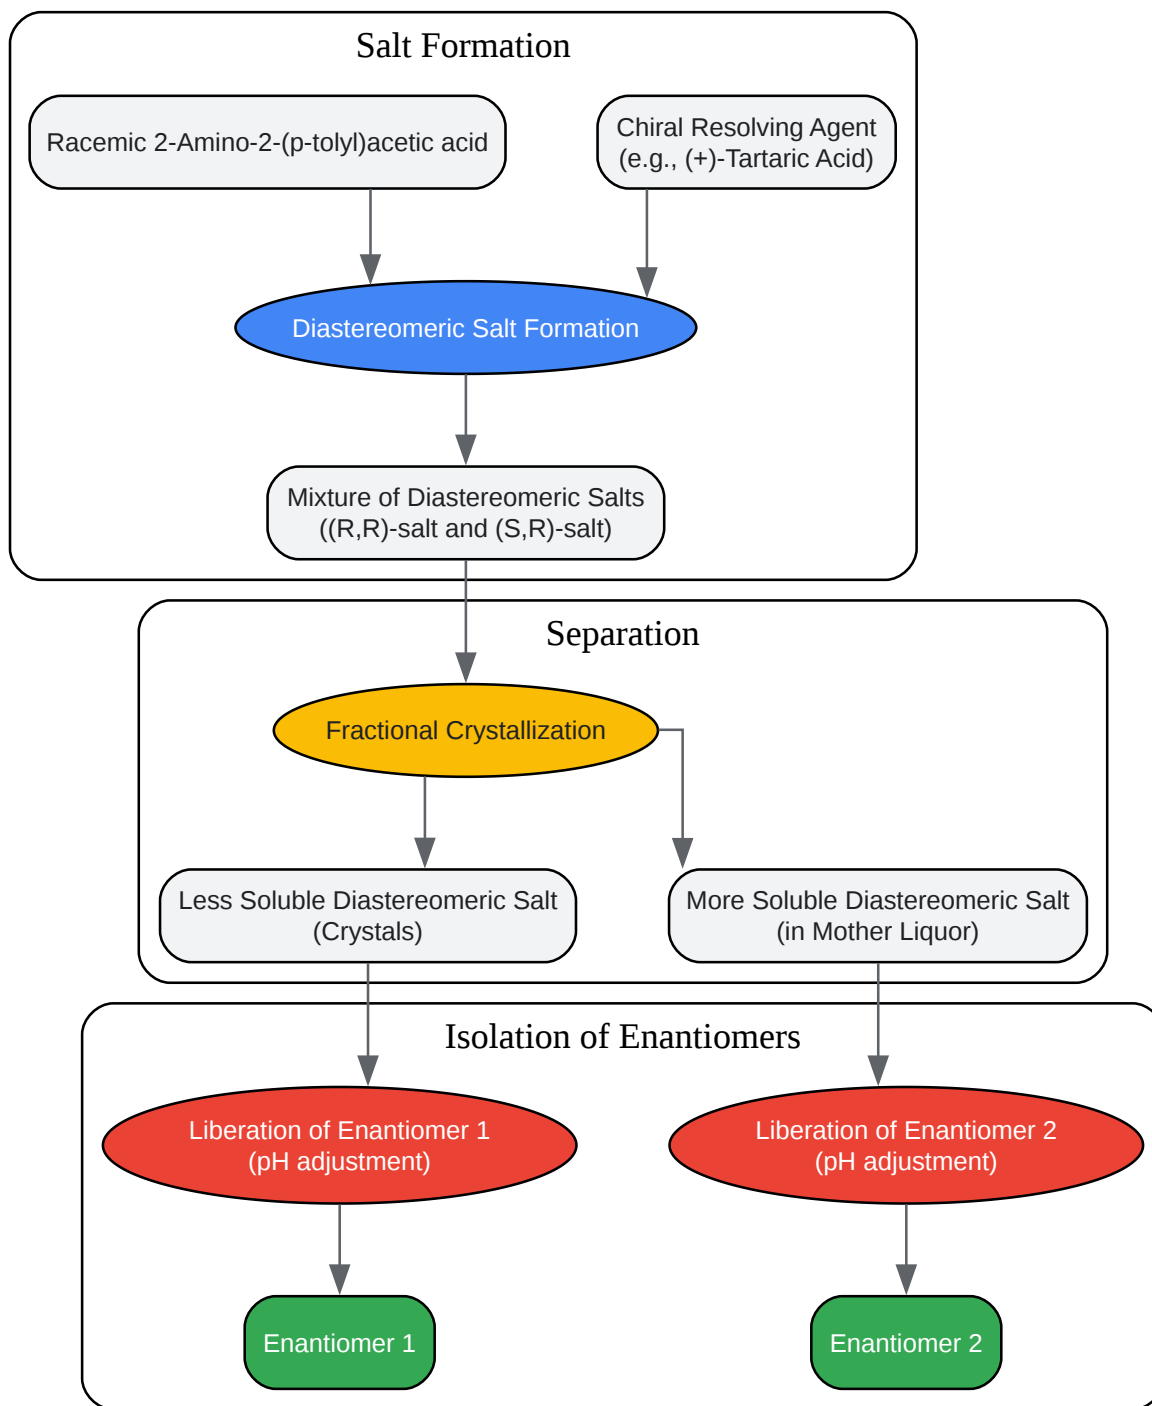 Salt Formation
Racemic 2-Amino-2-(p-tolyl)acetic acid
Chiral Resolving Agent
(e.g., (+)-Tartaric Acid)
Diastereomeric Salt Formation
Mixture of Diastereomeric Salts
((R,R)-salt and (S,R)-salt)
Separation
Fractional Crystallization
Less Soluble Diastereomeric Salt
(Crystals)
More Soluble Diastereomeric Salt
(in Mother Liquor)
Isolation of Enantiomers
Liberation of Enantiomer 1
(pH adjustment)
Liberation of Enantiomer 2
(pH adjustment)
Enantiomer 1
Enantiomer 2